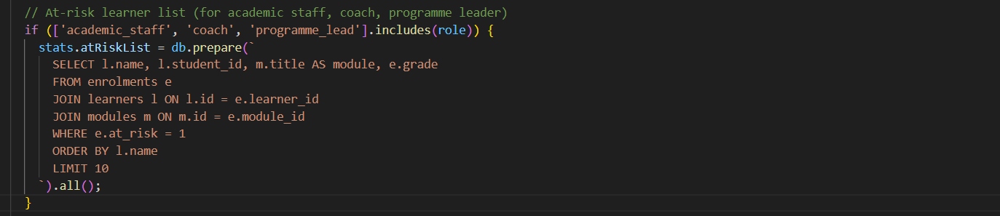 // At-risk learner list (for academic staff, coach, programme leader)
if (['academic_staff', 'coach', 'programme_lead'].includes(role)) {
stats.atRiskList = db.prepare(`
SELECT l.name, l.student_id, m.title AS module, e.grade
FROM enrolments e
JOIN learners l ON l.id = e.learner_id
JOIN modules m ON m.id = e.module_id
WHERE e.at_risk = 1
ORDER BY l.name
LIMIT 10
`).all();
}